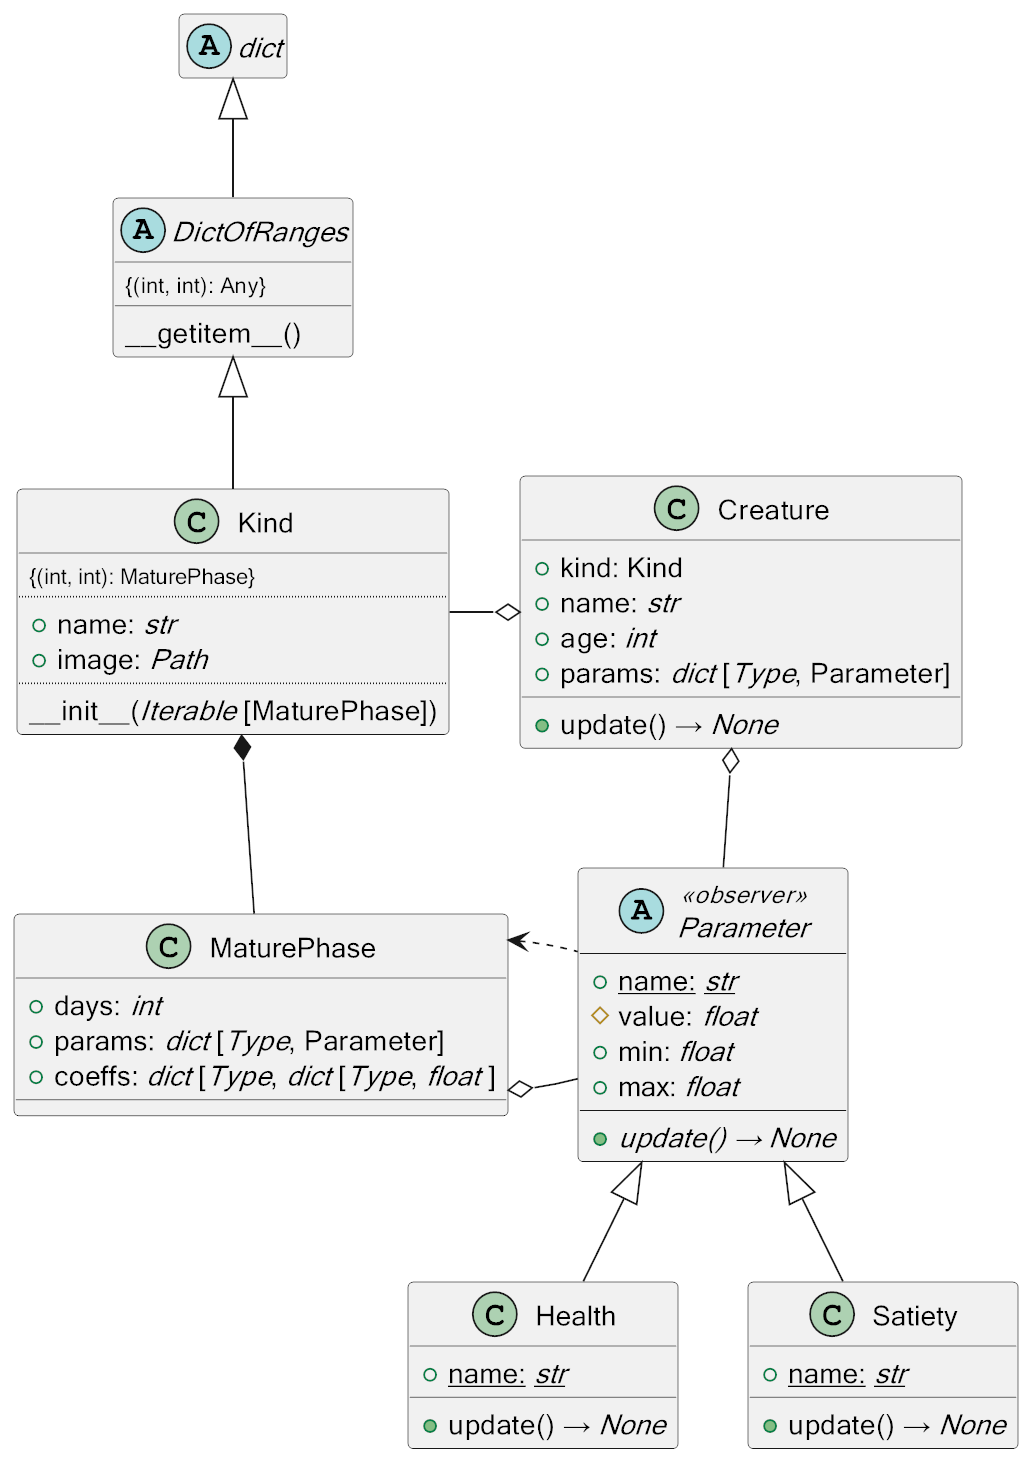 A dict
A DictOfRanges
{(int, int): Any}
__getitem__()
C Kind
{(int, int): MaturePhase}
name: str
image: Path
__init__(Iterable[MaturePhase])
C Creature
kind: Kind
name: str
age: int
params: dict[Type, Parameter]
update() → None
C MaturePhase
days: int
params: dict[Type, Parameter]
coeffs: dict[Type, dict[Type, float]
«observer»
A Parameter
name: str
value: float
min: float
max: float
update() → None
C Health
name: str
update() → None
C Satiety
name: str
update() → None